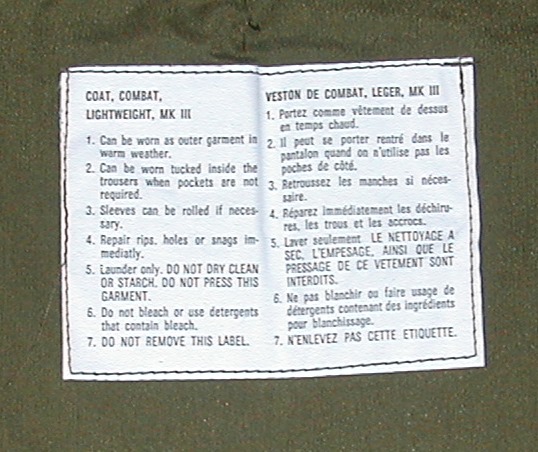 COAT, COMBAT,
LIGHTWEIGHT, MK III
1. Can be worn as outer garment in
warm weather.
2. Can be worn tucked inside the
trousers when pockets are not
required.
3. Sleeves can be rolled if neces-
sary.
4. Repair rips, holes or snags im-
mediatly.
5. Launder only. DO NOT DRY CLEAN
OR STARCH. DO NOT PRESS THIS
GARMENT.
6. Do not bleach or use detergents
that contain bleach.
7. DO NOT REMOVE THIS LABEL.
VESTON DE COMBAT, LEGER, MK III
1. Portez comme vêtement de dessus
en temps chaud.
2. Il peut se porter rentré dans le
pantalon quand on n'utilise pas les
poches de côté.
3. Retroussez les manches si néces-
saire.
4. Réparez immédiatement les déchiru-
res, les trous et les accrocs.
5. Laver seulement LE NETTOYAGE A
SEC, L'EMPESAGE, AINSI QUE LE
PRESSAGE DE CE VETEMENT SONT
INTERDITS.
6. Ne pas blanchir ou faire usage de
détergents contenant des ingrédients
pour blanchissage.
7. N'ENLEVEZ PAS CETTE ETIQUETTE.